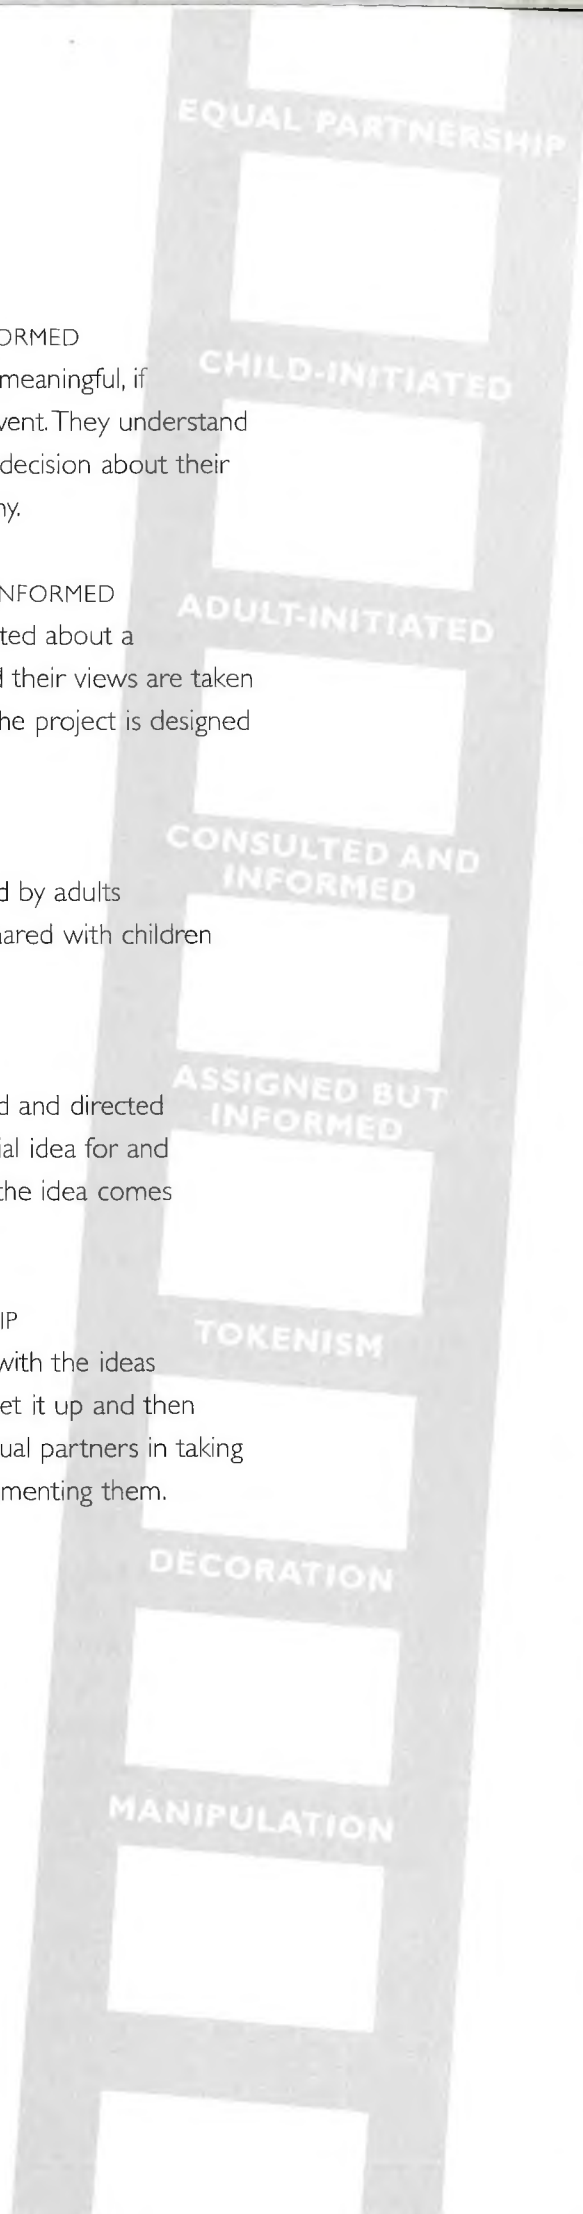 EQUAL PARTNERSHIP
ORMED
meaningful, if
CHILD-INITIATED
vent. They understand
decision about their
ny.
NFORMED
ADULT-INITIATED
ted about a
d their views are taken
he project is designed
CONSULTED AND
INFORMED
d by adults
nared with children
ASSIGNED BUT
INFORMED
d and directed
ial idea for and
the idea comes
IP
TOKENISM
with the ideas
et it up and then
ual partners in taking
menting them.
DECORATION
MANIPULATION